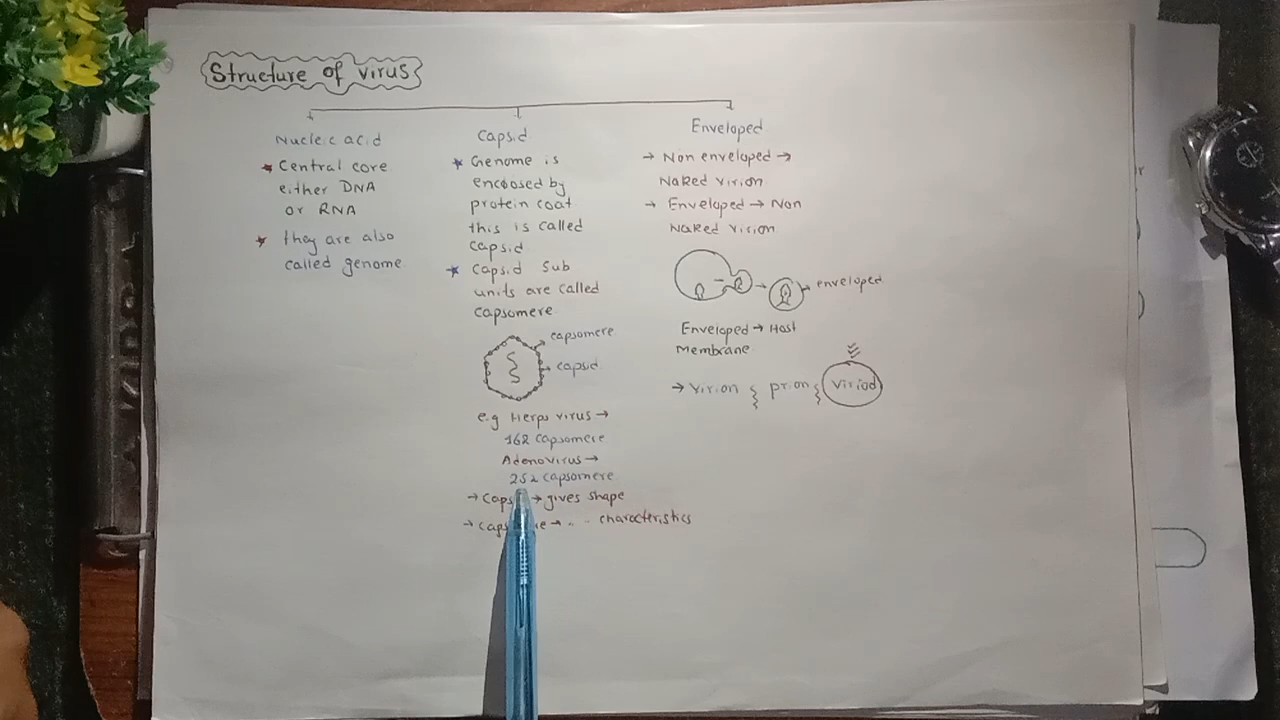 Structure of virus
Nucleic acid
★ Central core
either DNA
or RNA
★ they are also
called genome
Capsid
★ Genome is
encoosed by
protein coat
this is called
capsid
★ Capsid Sub
units are called
capsomere
capsomere
capsid
e.g Herps virus →
162 capsomere
Adenovirus →
252 capsomere
→ gives shape
→ " " characteristics
Enveloped
→ Non enveloped →
Naked virion
→ Enveloped → Non
Naked virion
enveloped
Enveloped → Host
Membrane
→ Virion } prion } Viriod